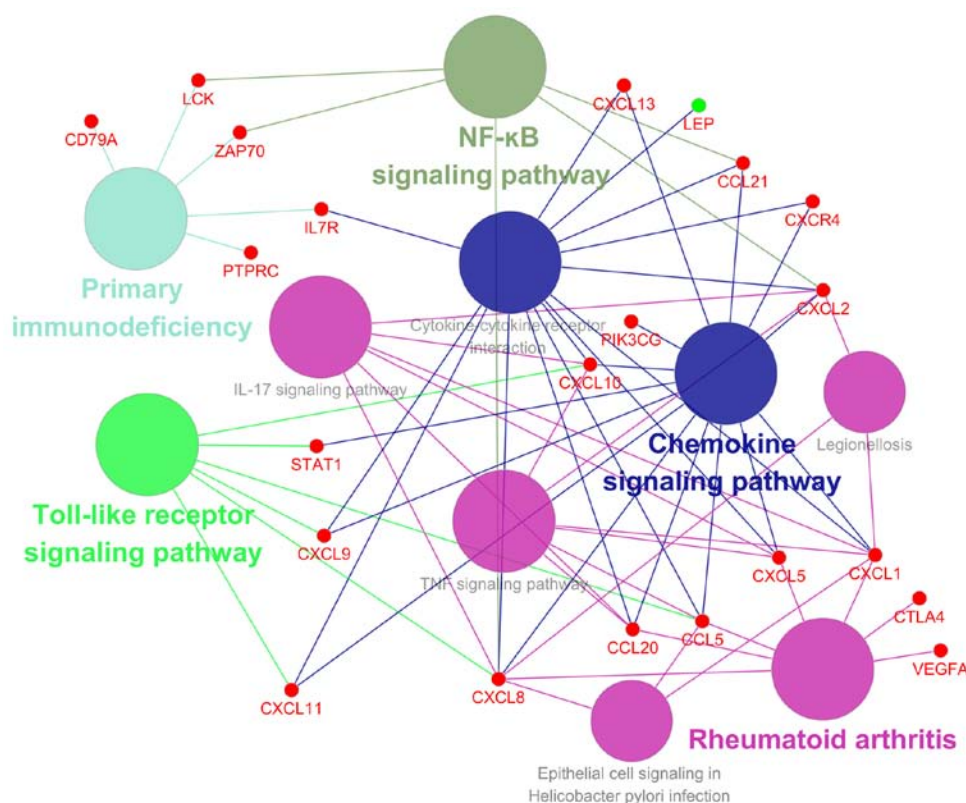 LCK
CXCL13
LEP
CD79A
ZAP70
NF-κB
signaling pathway
CCL21
CXCR4
IL7R
PTPRC
Primary
immunodeficiency
CXCL2
Cytokine-cytokine receptor
interaction
PIK3CG
IL-17 signaling pathway
CXCL10
Legionellosis
Chemokine
signaling pathway
STAT1
Toll-like receptor
signaling pathway
CXCL9
TNF signaling pathway
CXCL5
CXCL1
CTLA4
CCL20
CCL5
VEGFA
CXCL11
CXCL8
Rheumatoid arthritis
Epithelial cell signaling in
Helicobacter pylori infection